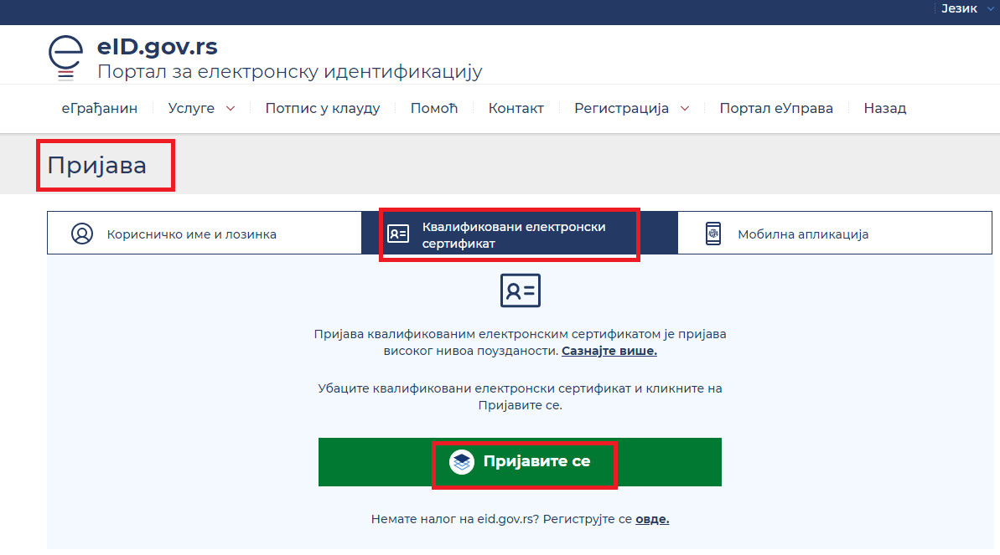 Језик
eID.gov.rs
Портал за електронску идентификацију
еГрађанин Услуге Потпис у клауду Помоћ Контакт Регистрација Портал еУправа Назад
Пријава
Корисничко име и лозинка
Квалификовани електронски
сертификат
Мобилна апликација
Пријава квалификованим електронским сертификатом је пријава
високог нивоа поузданости. Сазнајте више.
Убаците квалификовани електронски сертификат и кликните на
Пријавите се.
Пријавите се
Немате налог на eid.gov.rs? Региструјте се овде.